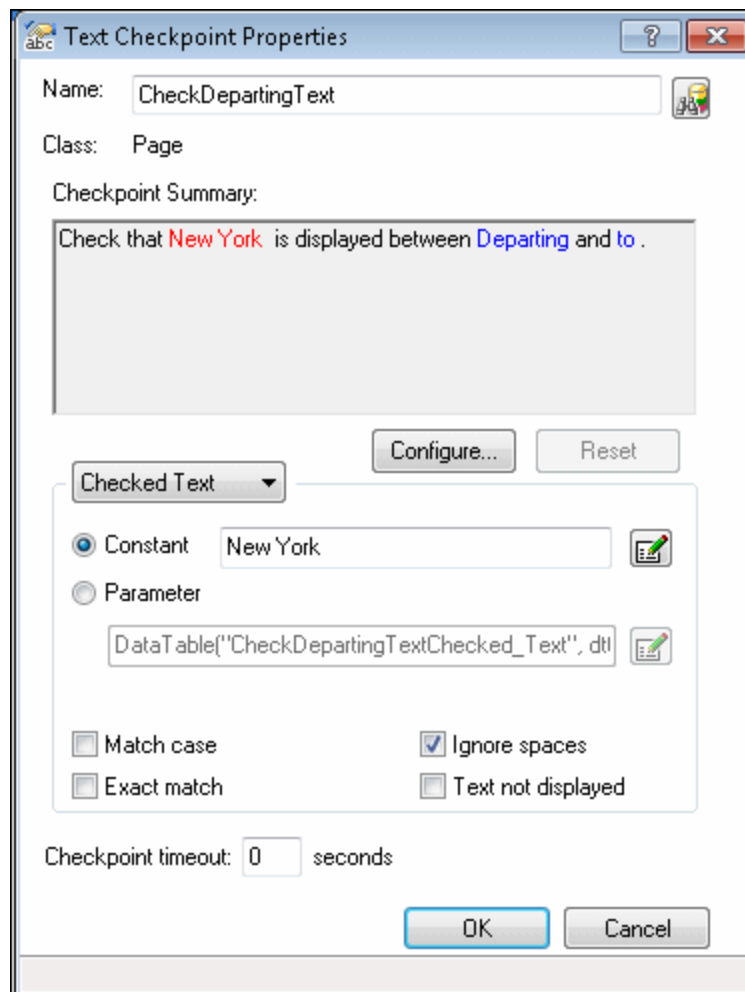 abc Text Checkpoint Properties ?
Name: CheckDepartingText
Class: Page
Checkpoint Summary:
Check that New York is displayed between Departing and to .
Configure... Reset
Checked Text
Constant New York
Parameter
DataTable("CheckDepartingTextChecked_Text", dt
Match case Ignore spaces
Exact match Text not displayed
Checkpoint timeout: 0 seconds
OK Cancel